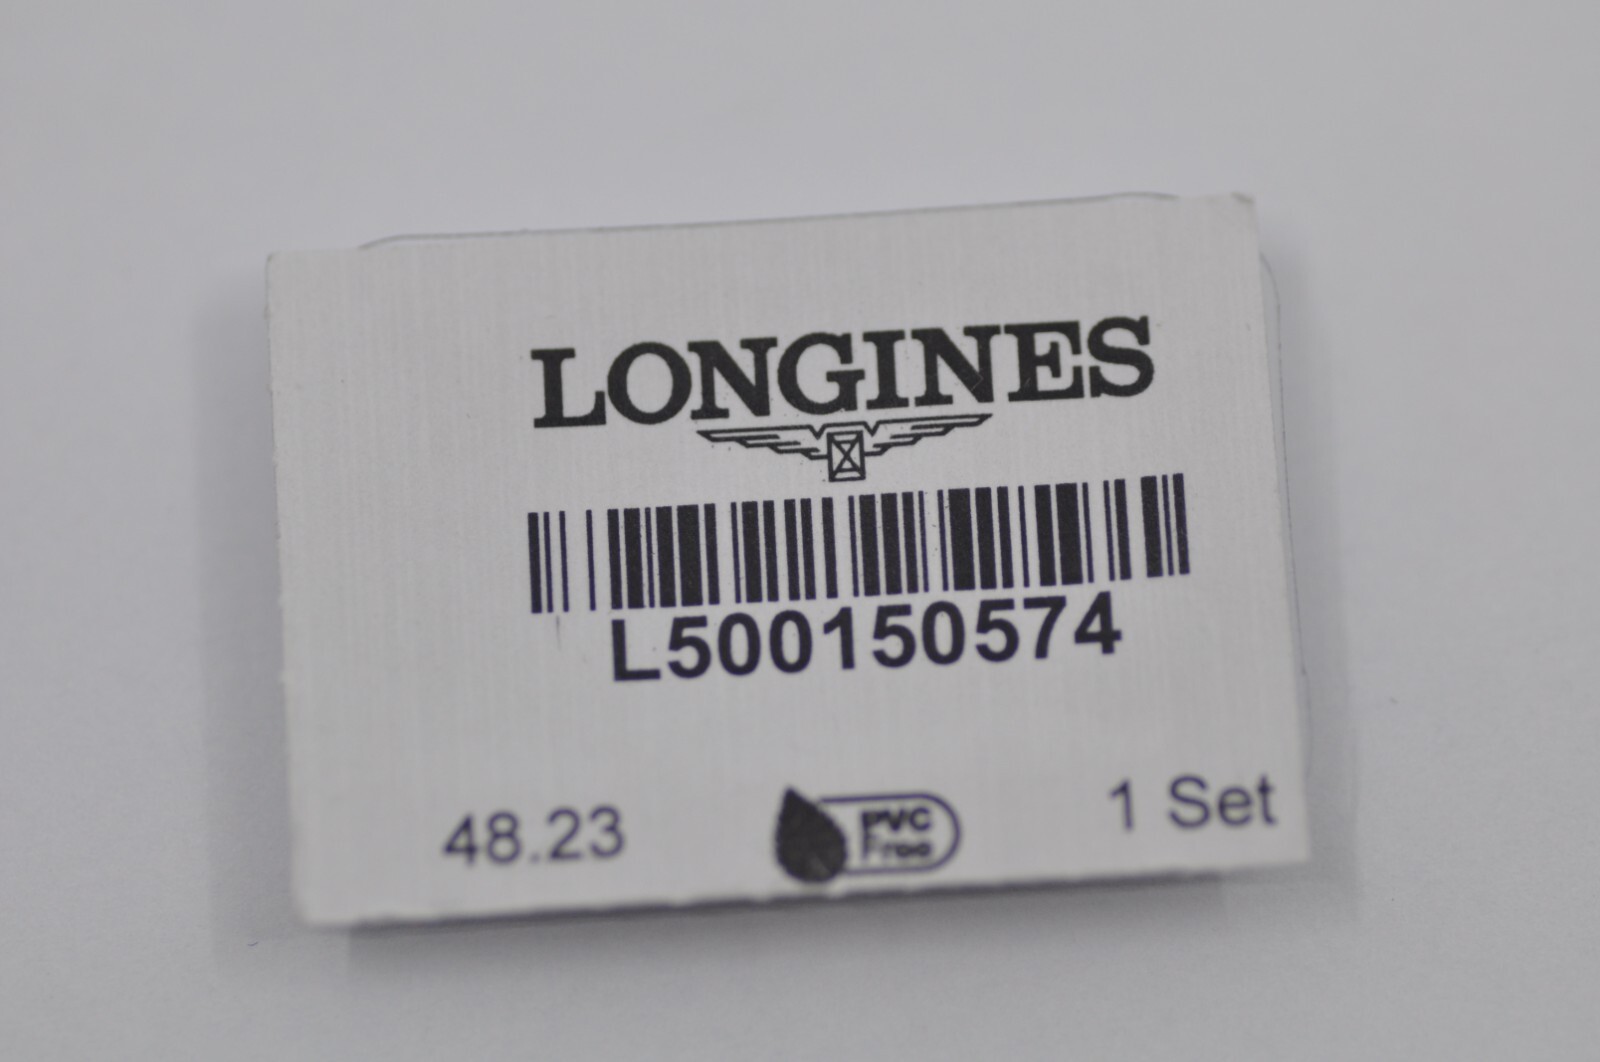 LONGINES
L500150574
48.23
PVC
Free
1 Set